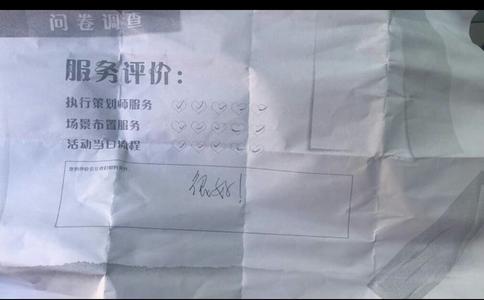 问卷调查
服务评价：
执行策划师服务
场景布置服务
活动当日流程
很好！